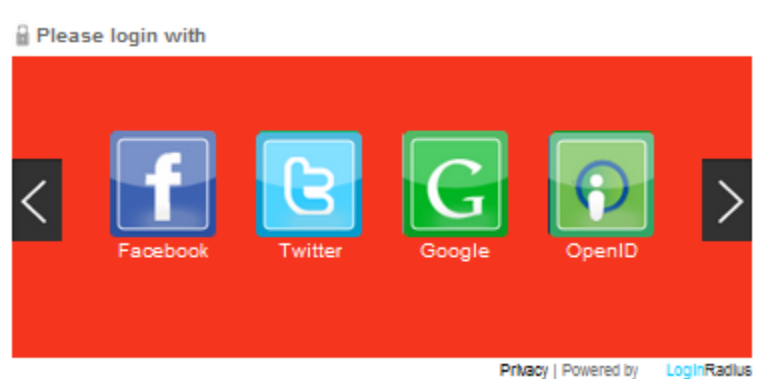 Please login with
f t G i
Facebook Twitter Google OpenID
Privacy | Powered by LoginRadius